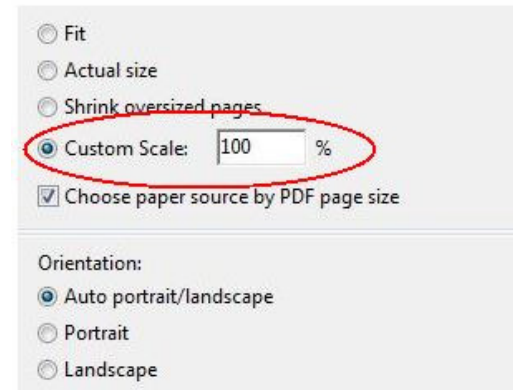 Fit
Actual size
Shrink oversized pages
Custom Scale: 100 %
Choose paper source by PDF page size
Orientation:
Auto portrait/landscape
Portrait
Landscape